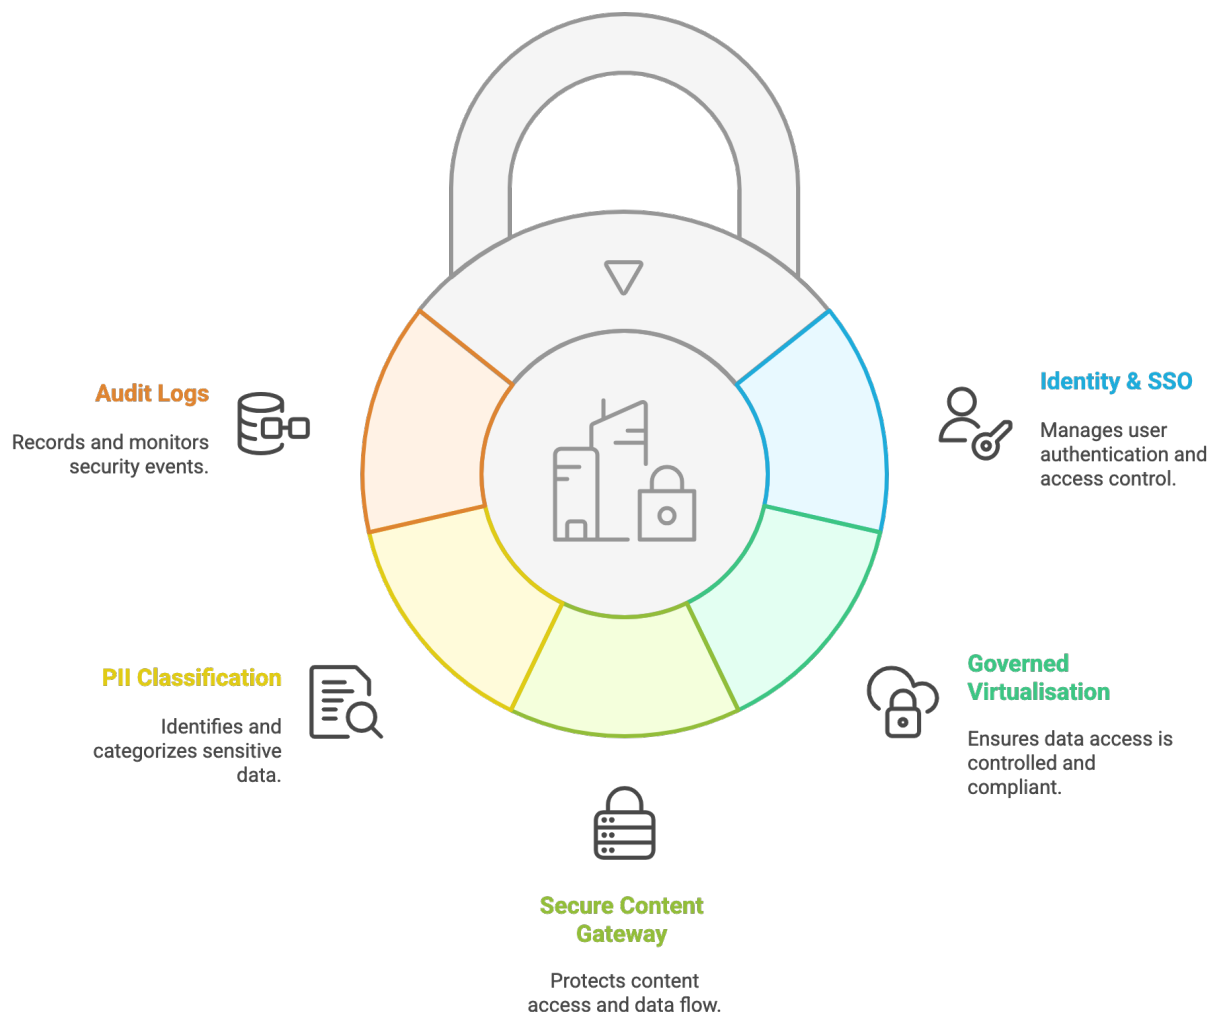 Audit Logs
Records and monitors
security events.
Identity & SSO
Manages user
authentication and
access control.
PII Classification
Identifies and
categorizes sensitive
data.
Governed
Virtualisation
Ensures data access is
controlled and
compliant.
Secure Content
Gateway
Protects content
access and data flow.